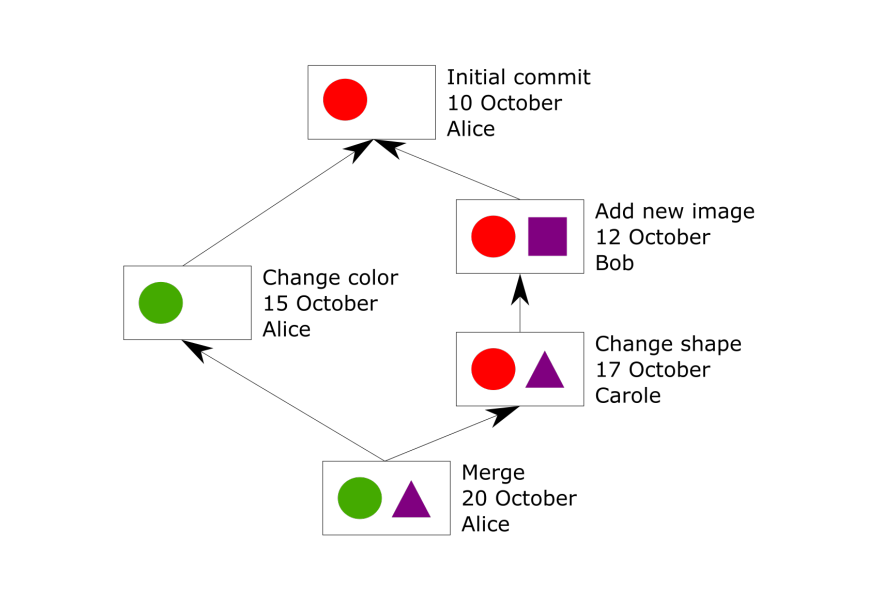 Initial commit
10 October
Alice
Add new image
12 October
Bob
Change color
15 October
Alice
Change shape
17 October
Carole
Merge
20 October
Alice